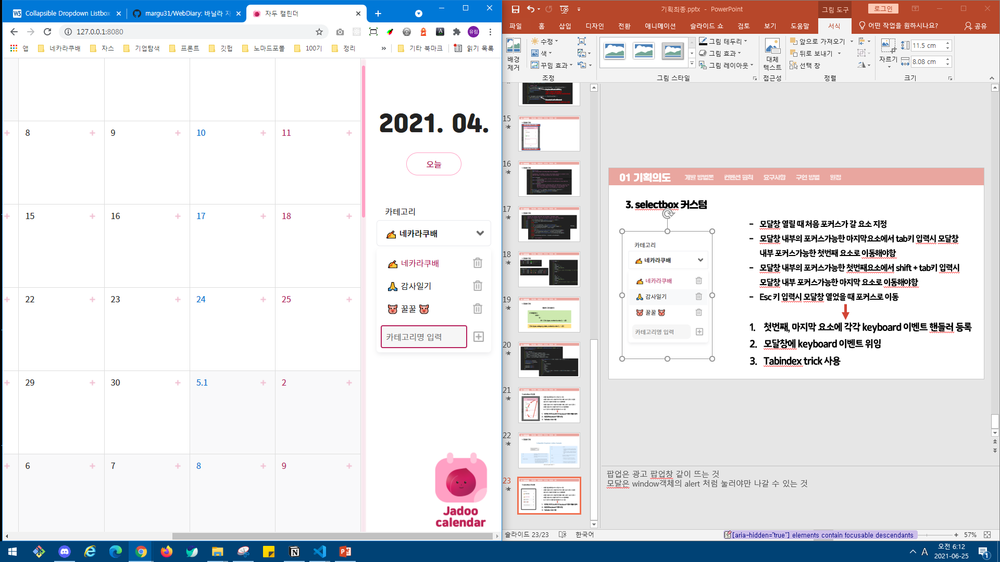 Collapsible Dropdown Listbox
margu31/WebDiary: 바닐라 자
자두 캘린더
127.0.0.1:8080
유림
앱
네카라쿠배
자스
기업탐색
프론트
깃헙
노마드포폴
100기
정리
»
기타 북마크
읽기 목록
8
9
10
11
15
16
17
18
22
23
24
25
29
30
5.1
2
6
7
8
9
2021. 04.
오늘
카테고리
✍ 네카라쿠배
✍ 네카라쿠배
🙏 감사일기
🐷 꿀꿀 🐷
카테고리명 입력
Jadoo
calendar
기획최종.pptx - PowerPoint
그림 도구
로그인
파일
홈
삽입
디자인
전환
애니메이션
슬라이드 쇼
검토
보기
도움말
서식
어떤 작업을 원하시나요?
공유
배경
제거
수정
색
꾸밈 효과
조정
그림 테두리
그림 효과
그림 레이아웃
그림 스타일
대체
텍스트
접근성
앞으로 가져오기
뒤로 보내기
선택 창
정렬
자르기
11.5 cm
8.08 cm
크기
15
16
17
18
19
20
21
22
23
01 기획의도 개발 방법론 컨벤션 원칙 요구사항 구현 방법 일정
3. selectbox 커스텀
카테고리
✍ 네카라쿠배
✍ 네카라쿠배
🙏 감사일기
🐷 꿀꿀 🐷
카테고리명 입력
- 모달창 열릴 때 처음 포커스가 갈 요소 지정
- 모달창 내부의 포커스가능한 마지막요소에서 tab키 입력시 모달창
내부 포커스가능한 첫번째 요소로 이동해야함
- 모달창 내부의 포커스가능한 첫번째요소에서 shift + tab키 입력시
모달창 내부 포커스가능한 마지막 요소로 이동해야함
- Esc 키 입력시 모달창 열었을 때 포커스로 이동
1. 첫번째, 마지막 요소에 각각 keyboard 이벤트 핸들러 등록
2. 모달창에 keyboard 이벤트 위임
3. Tabindex trick 사용
팝업은 광고 팝업창 같이 뜨는 것
모달은 window객체의 alert 처럼 눌러야만 나갈 수 있는 것
슬라이드 23/23
한국어
[aria-hidden="true"] elements contain focusable descendants
57%
A
오전 6:12
2021-06-25
1